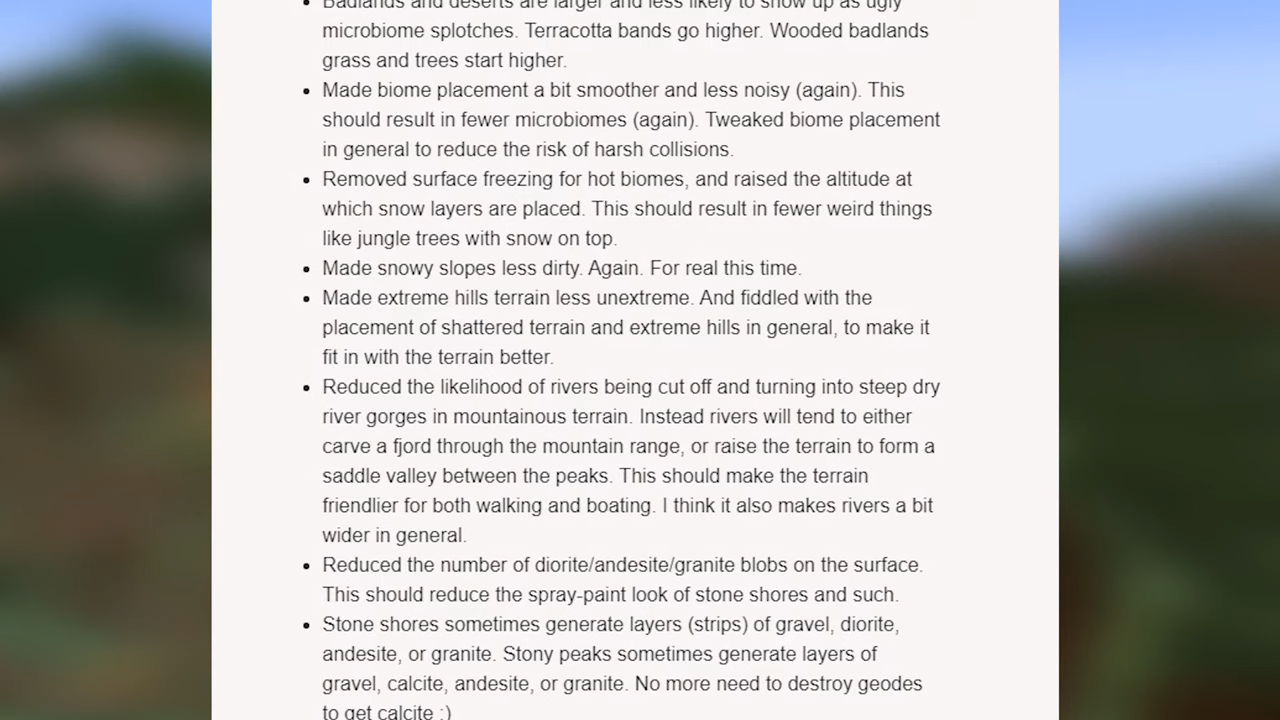 Badlands and deserts are larger and less likely to show up as ugly
microbiome splotches. Terracotta bands go higher. Wooded badlands
grass and trees start higher.
Made biome placement a bit smoother and less noisy (again). This
should result in fewer microbiomes (again). Tweaked biome placement
in general to reduce the risk of harsh collisions.
Removed surface freezing for hot biomes, and raised the altitude at
which snow layers are placed. This should result in fewer weird things
like jungle trees with snow on top.
Made snowy slopes less dirty. Again. For real this time.
Made extreme hills terrain less unextreme. And fiddled with the
placement of shattered terrain and extreme hills in general, to make it
fit in with the terrain better.
Reduced the likelihood of rivers being cut off and turning into steep dry
river gorges in mountainous terrain. Instead rivers will tend to either
carve a fjord through the mountain range, or raise the terrain to form a
saddle valley between the peaks. This should make the terrain
friendlier for both walking and boating. I think it also makes rivers a bit
wider in general.
Reduced the number of diorite/andesite/granite blobs on the surface.
This should reduce the spray-paint look of stone shores and such.
Stone shores sometimes generate layers (strips) of gravel, diorite,
andesite, or granite. Stony peaks sometimes generate layers of
gravel, calcite, andesite, or granite. No more need to destroy geodes
to get calcite :)